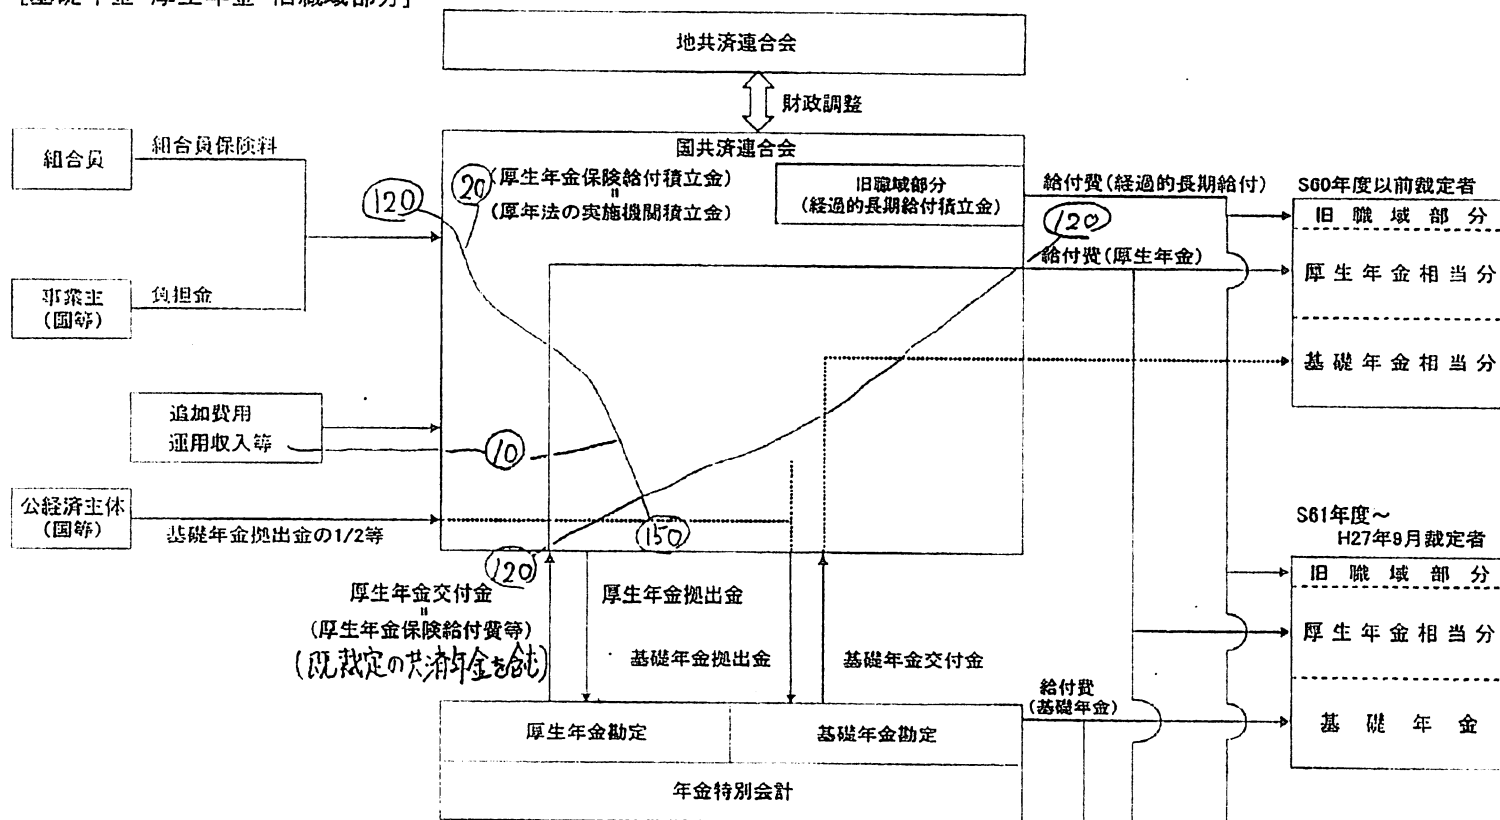 地共済連合会
財政調整
国共済連合会
組合員
組合員保険料
120
20
(厚生年金保険給付積立金)
=
(厚年法の実施機関積立金)
旧職域部分
(経過的長期給付積立金)
事業主
(国等)
負担金
追加費用
運用収入等
10
公経済主体
(国等)
基礎年金拠出金の1/2等
150
120
給付費(経過的長期給付)
120
給付費(厚生年金)
S60年度以前裁定者
旧職域部分
厚生年金相当分
基礎年金相当分
厚生年金交付金
=
(厚生年金保険給付費等)
(既裁定の共済年金を含む)
厚生年金拠出金
基礎年金拠出金
基礎年金交付金
S61年度～
H27年9月裁定者
旧職域部分
厚生年金相当分
基礎年金
給付費
(基礎年金)
厚生年金勘定
基礎年金勘定
年金特別会計